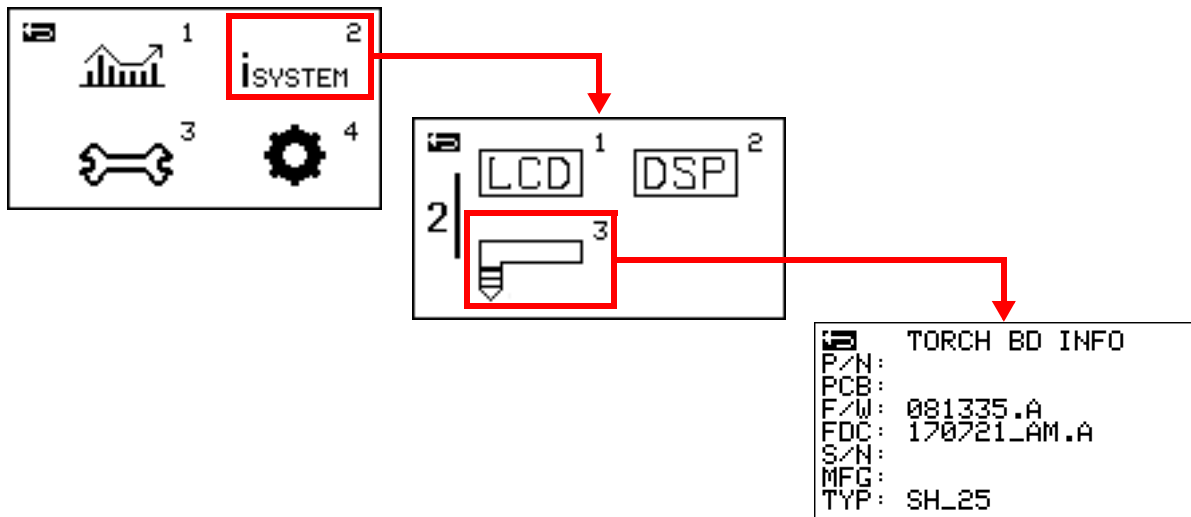 1
2
iSYSTEM
3
4
LCD
1
DSP
2
2
3
TORCH BD INFO
P/N:
PCB:
F/W: 081335.A
FDC: 170721_AM.A
S/N:
MFG:
TYP: SH_25